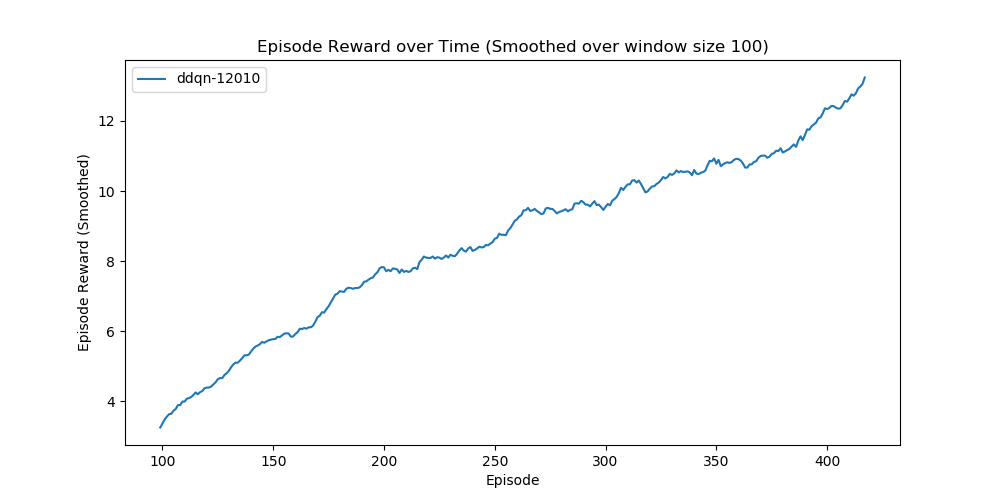 Episode Reward over Time (Smoothed over window size 100)
ddqn-12010
Episode Reward (Smoothed)
12
10
8
6
4
100 150 200 250 300 350 400
Episode